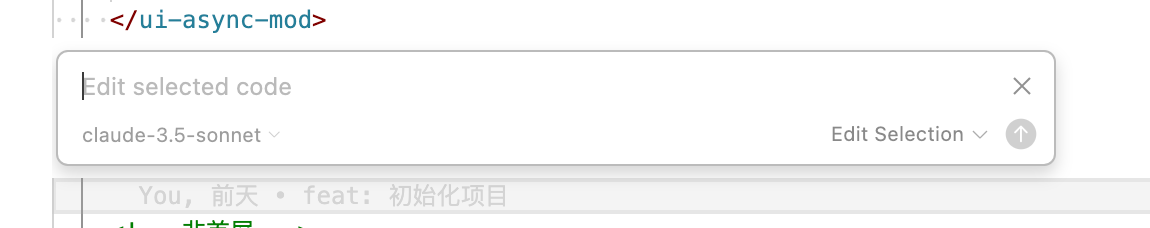 </ui-async-mod>
Edit selected code
claude-3.5-sonnet
Edit Selection
You, 前天 • feat: 初始化项目